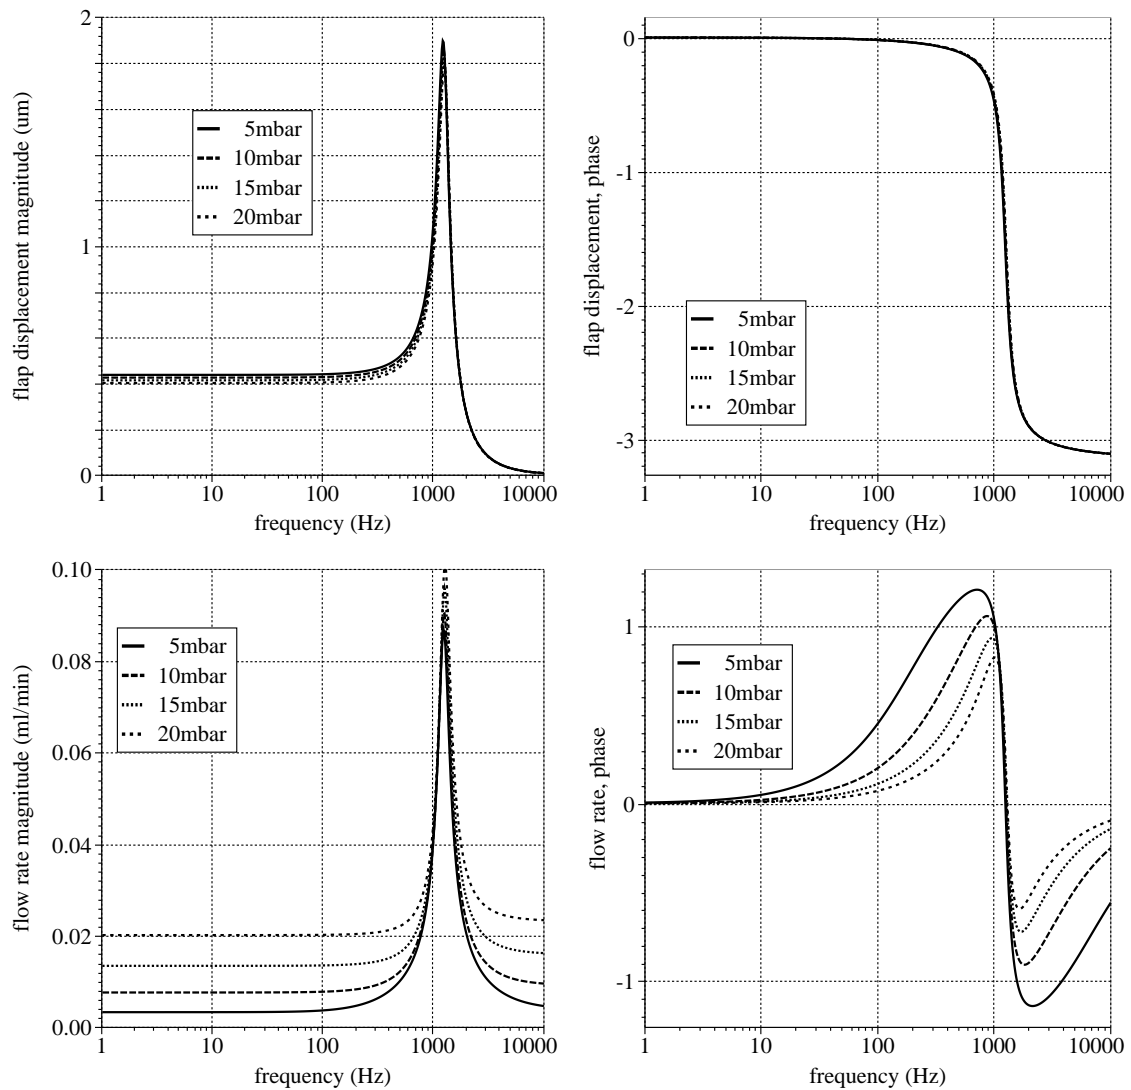 flap displacement magnitude (um)
2
1
0
5mbar
10mbar
15mbar
20mbar
1 10 100 1000 10000
frequency (Hz)
flap displacement, phase
0
-1
-2
-3
5mbar
10mbar
15mbar
20mbar
1 10 100 1000 10000
frequency (Hz)
flow rate magnitude (ml/min)
0.10
0.08
0.06
0.04
0.02
0.00
5mbar
10mbar
15mbar
20mbar
1 10 100 1000 10000
frequency (Hz)
flow rate, phase
1
0
-1
5mbar
10mbar
15mbar
20mbar
1 10 100 1000 10000
frequency (Hz)